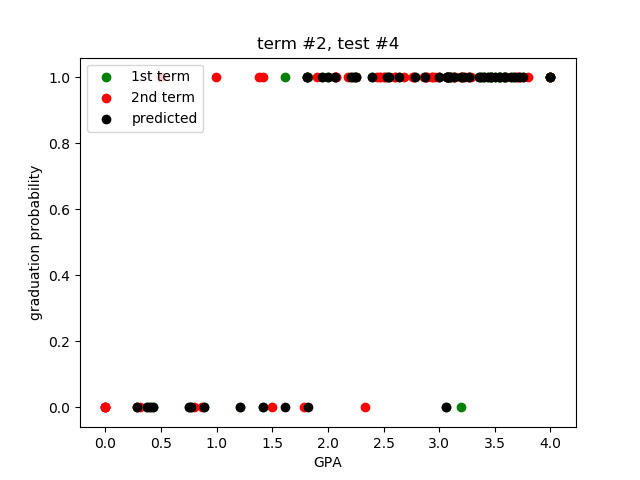 term #2, test #4
1st term
2nd term
predicted
graduation probability
1.0
0.8
0.6
0.4
0.2
0.0
0.0 0.5 1.0 1.5 2.0 2.5 3.0 3.5 4.0
GPA